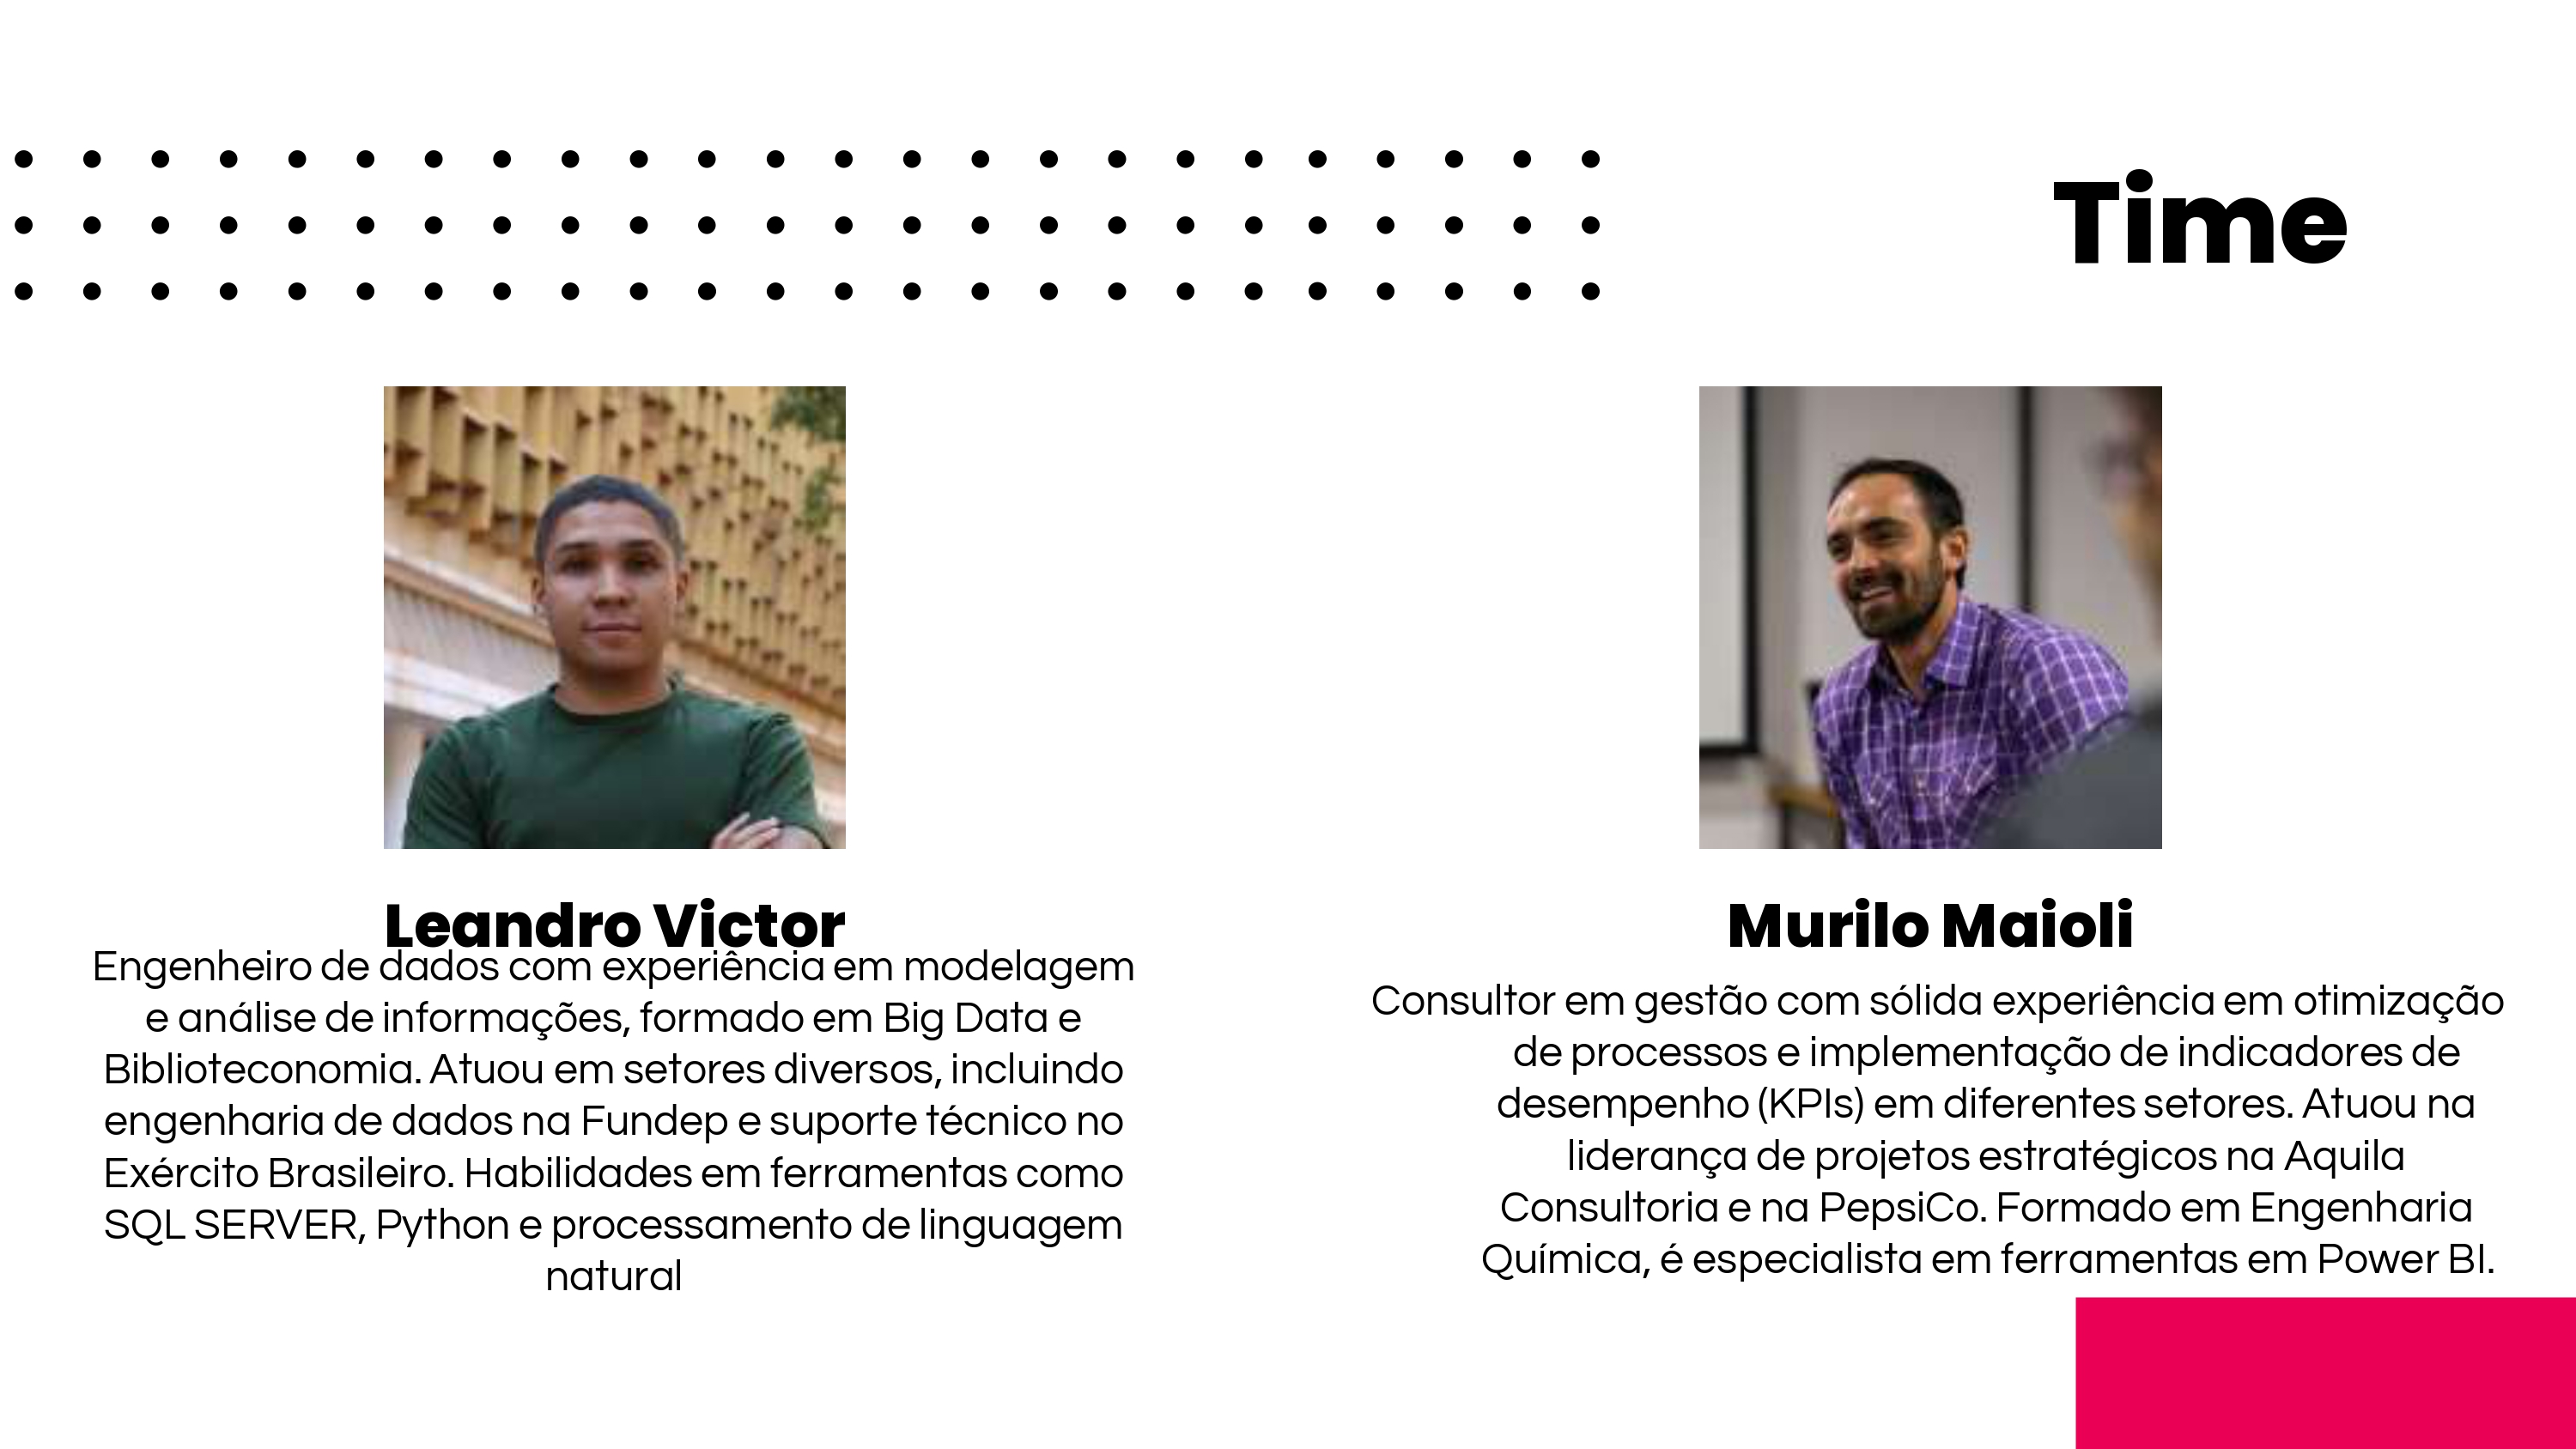 Time
Leandro Victor
Engenheiro de dados com experiência em modelagem
e análise de informações, formado em Big Data e
Biblioteconomia. Atuou em setores diversos, incluindo
engenharia de dados na Fundep e suporte técnico no
Exército Brasileiro. Habilidades em ferramentas como
SQL SERVER, Python e processamento de linguagem
natural
Murilo Maioli
Consultor em gestão com sólida experiência em otimização
de processos e implementação de indicadores de
desempenho (KPIs) em diferentes setores. Atuou na
liderança de projetos estratégicos na Aquila
Consultoria e na PepsiCo. Formado em Engenharia
Química, é especialista em ferramentas em Power BI.